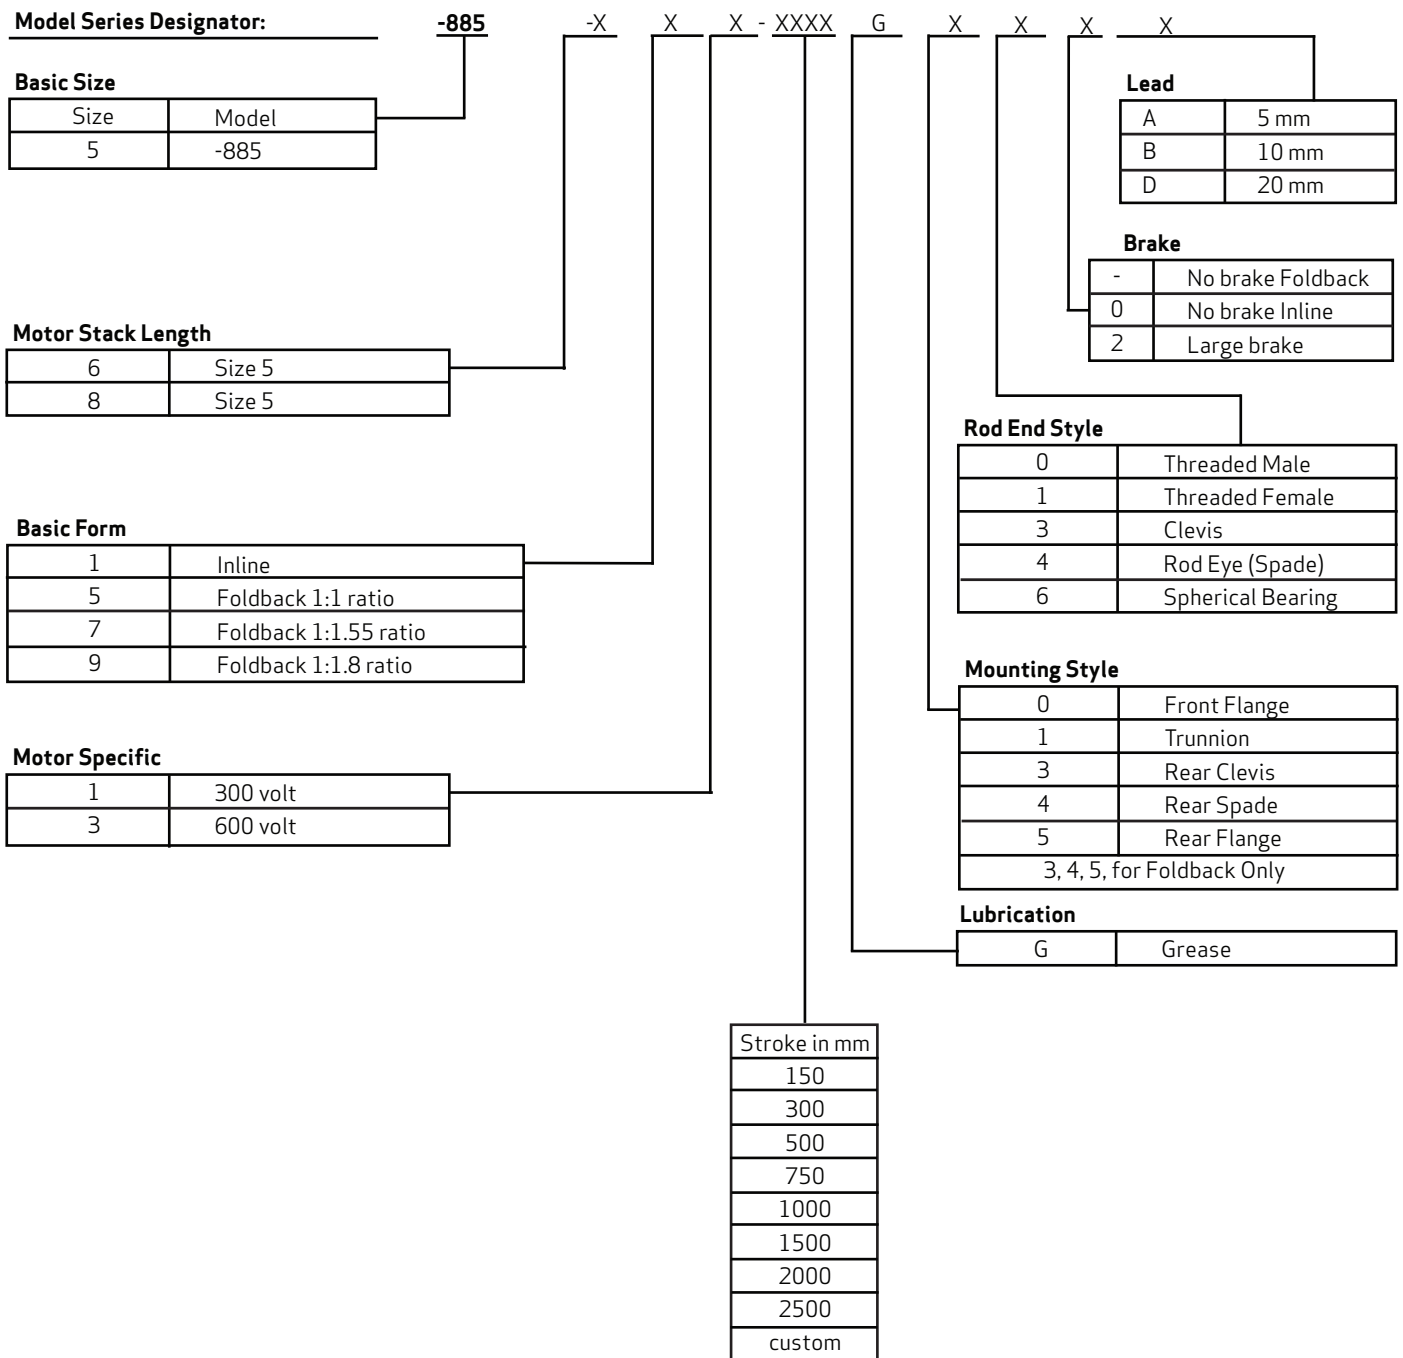 Model Series Designator: -885 -X X X - XXXX G X X X X
Basic Size
Size Model
5 -885
Lead
A 5 mm
B 10 mm
D 20 mm
Brake
- No brake Foldback
0 No brake Inline
2 Large brake
Motor Stack Length
6 Size 5
8 Size 5
Rod End Style
0 Threaded Male
1 Threaded Female
3 Clevis
4 Rod Eye (Spade)
6 Spherical Bearing
Basic Form
1 Inline
5 Foldback 1:1 ratio
7 Foldback 1:1.55 ratio
9 Foldback 1:1.8 ratio
Mounting Style
0 Front Flange
1 Trunnion
3 Rear Clevis
4 Rear Spade
5 Rear Flange
3, 4, 5, for Foldback Only
Motor Specific
1 300 volt
3 600 volt
Lubrication
G Grease
Stroke in mm
150
300
500
750
1000
1500
2000
2500
custom